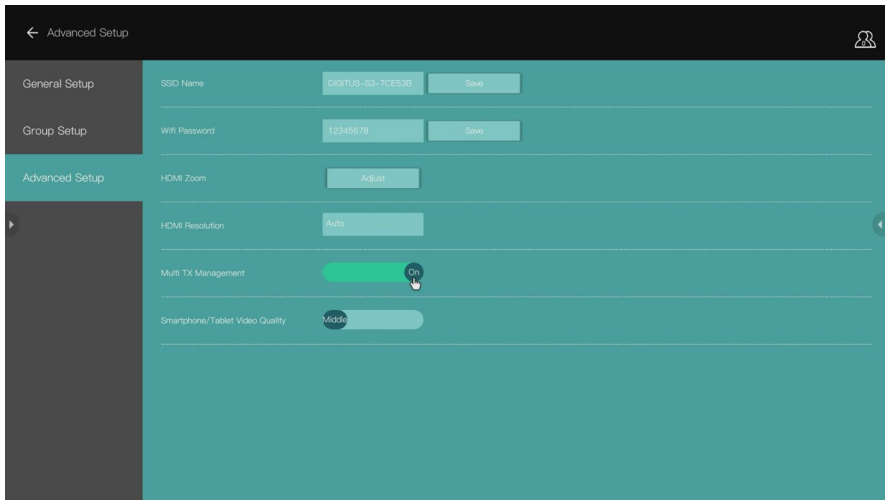 Advanced Setup
General Setup
SSID Name DIGITUS-S3-7CE53B Save
Group Setup
Wifi Password 12345678 Save
Advanced Setup
HDMI Zoom Adjust
HDMI Resolution Auto
Multi TX Management On
Smartphone/Tablet Video Quality Middle